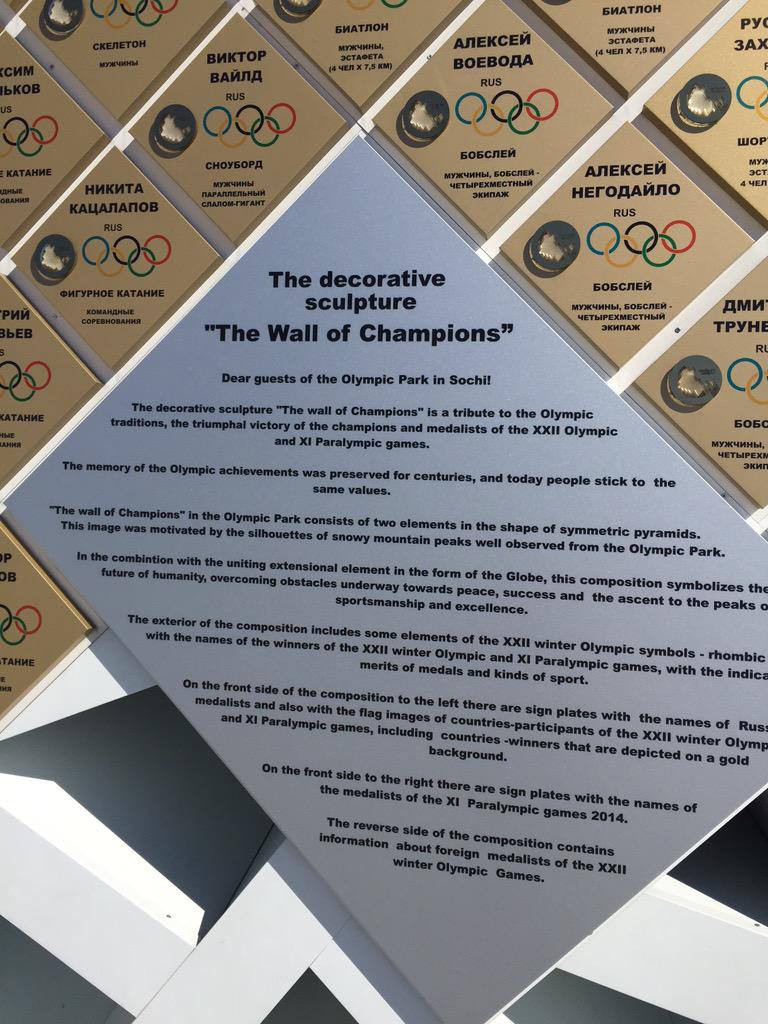 СКЕЛЕТОН
МУЖЧИНЫ
БИАТЛОН
МУЖЧИНЫ,
ЭСТАФЕТА
(4 ЧЕЛ Х 7,5 КМ)
БИАТЛОН
МУЖЧИНЫ,
ЭСТАФЕТА
(4 ЧЕЛ Х 7,5 КМ)
ВИКТОР
ВАЙЛД
RUS
СНОУБОРД
МУЖЧИНЫ
ПАРАЛЛЕЛЬНЫЙ
СЛАЛОМ-ГИГАНТ
АЛЕКСЕЙ
ВОЕВОДА
RUS
БОБСЛЕЙ
МУЖЧИНЫ, БОБСЛЕЙ -
ЧЕТЫРЕХМЕСТНЫЙ
ЭКИПАЖ
НИКИТА
КАЦАЛАПОВ
RUS
ФИГУРНОЕ КАТАНИЕ
КОМАНДНЫЕ
СОРЕВНОВАНИЯ
АЛЕКСЕЙ
НЕГОДАЙЛО
RUS
БОБСЛЕЙ
МУЖЧИНЫ, БОБСЛЕЙ -
ЧЕТЫРЕХМЕСТНЫЙ
ЭКИПАЖ
КАТАНИЕ
КАТАНИЕ
The decorative
sculpture
"The Wall of Champions”
Dear guests of the Olympic Park in Sochi!
The decorative sculpture "The wall of Champions" is a tribute to the Olympic
traditions, the triumphal victory of the champions and medalists of the XXII Olympic
and XI Paralympic games.
The memory of the Olympic achievements was preserved for centuries, and today people stick to the
same values.
"The wall of Champions" in the Olympic Park consists of two elements in the shape of symmetric pyramids.
This image was motivated by the silhouettes of snowy mountain peaks well observed from the Olympic Park.
In the combintion with the uniting extensional element in the form of the Globe, this composition symbolizes the
future of humanity, overcoming obstacles underway towards peace, success and the ascent to the peaks o
sportsmanship and excellence.
The exterior of the composition includes some elements of the XXII winter Olympic symbols - rhombic
with the names of the winners of the XXII winter Olympic and XI Paralympic games, with the indica
merits of medals and kinds of sport.
On the front side of the composition to the left there are sign plates with the names of Russ
medalists and also with the flag images of countries-participants of the XXII winter Olymp
and XI Paralympic games, including countries -winners that are depicted on a gold
background.
On the front side to the right there are sign plates with the names of
the medalists of the XI Paralympic games 2014.
The reverse side of the composition contains
information about foreign medalists of the XXII
winter Olympic Games.